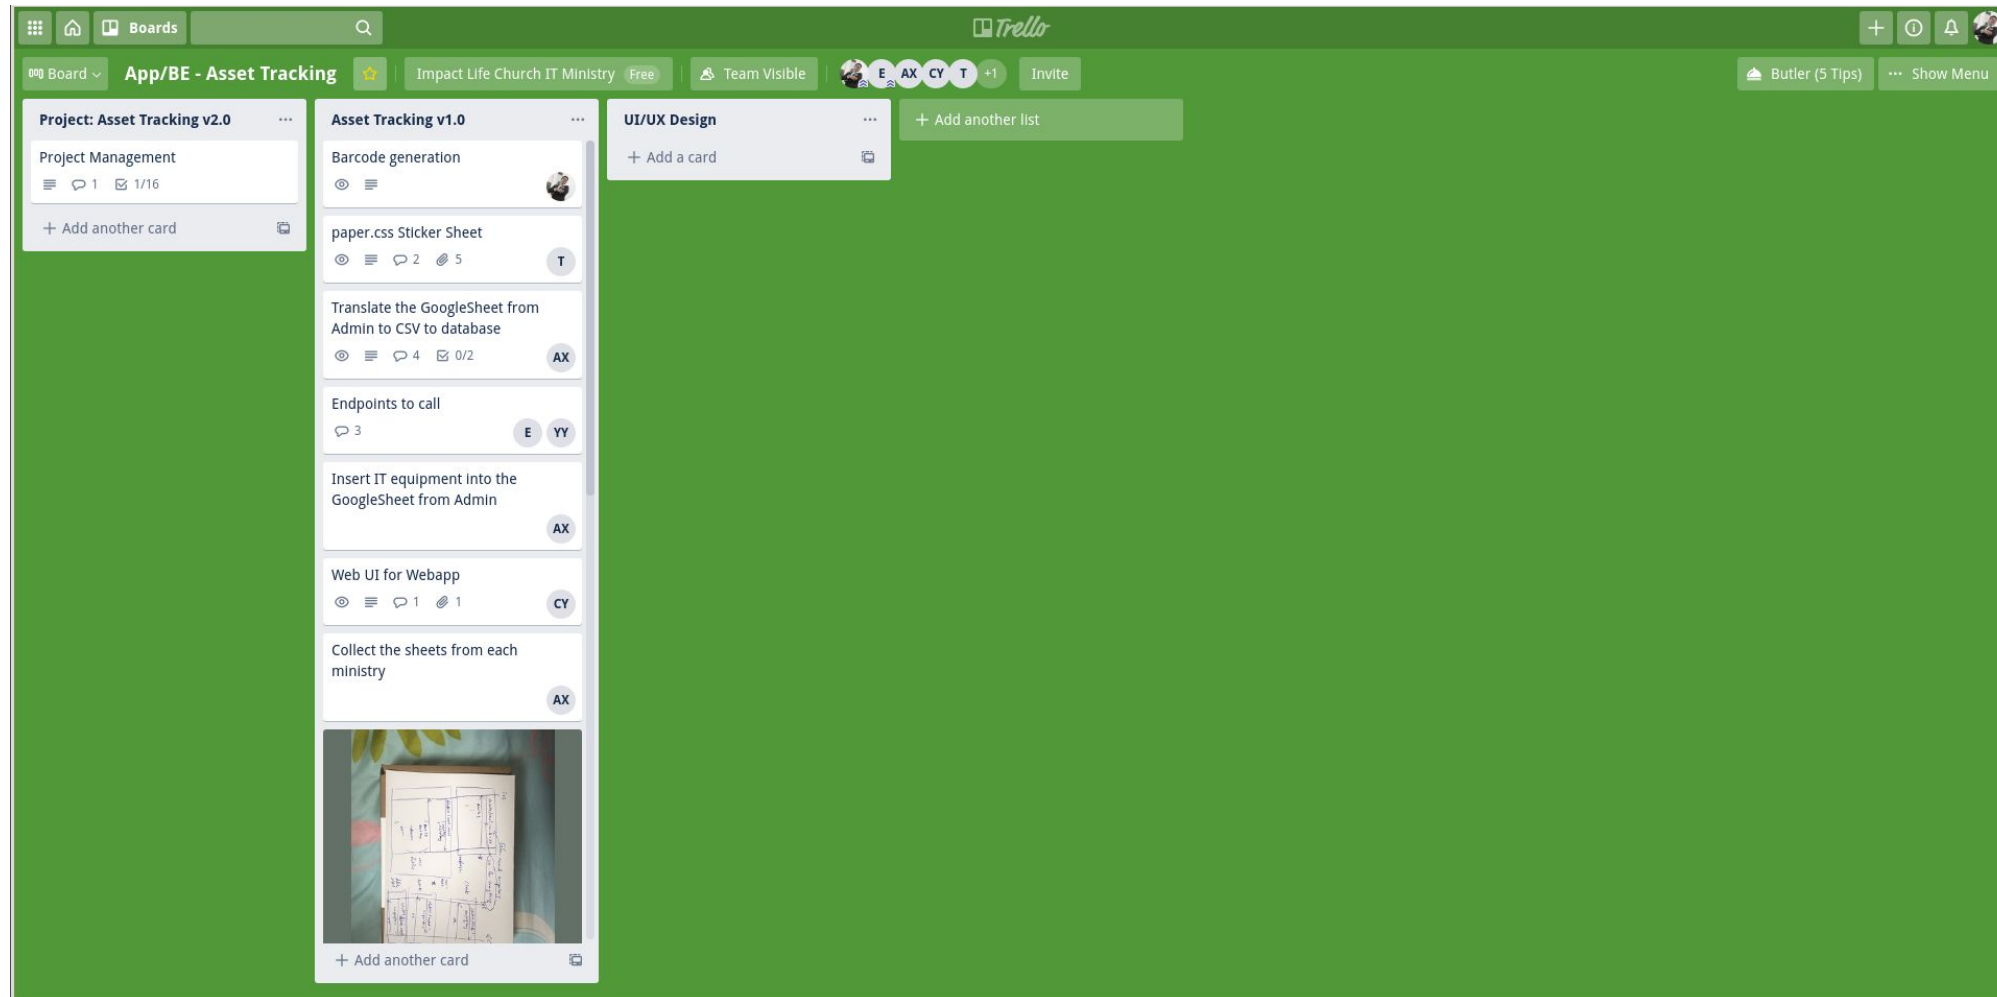 Boards
Trello
Board
App/BE - Asset Tracking
Impact Life Church IT Ministry Free
Team Visible
E
AX
CY
T
+1
Invite
Butler (5 Tips)
Show Menu
Project: Asset Tracking v2.0
Project Management
1
1/16
+ Add another card
Asset Tracking v1.0
Barcode generation
paper.css Sticker Sheet
2
5
T
Translate the GoogleSheet from
Admin to CSV to database
4
0/2
AX
Endpoints to call
3
E
YY
Insert IT equipment into the
GoogleSheet from Admin
AX
Web UI for Webapp
1
1
CY
Collect the sheets from each
ministry
AX
+ Add another card
UI/UX Design
+ Add a card
+ Add another list